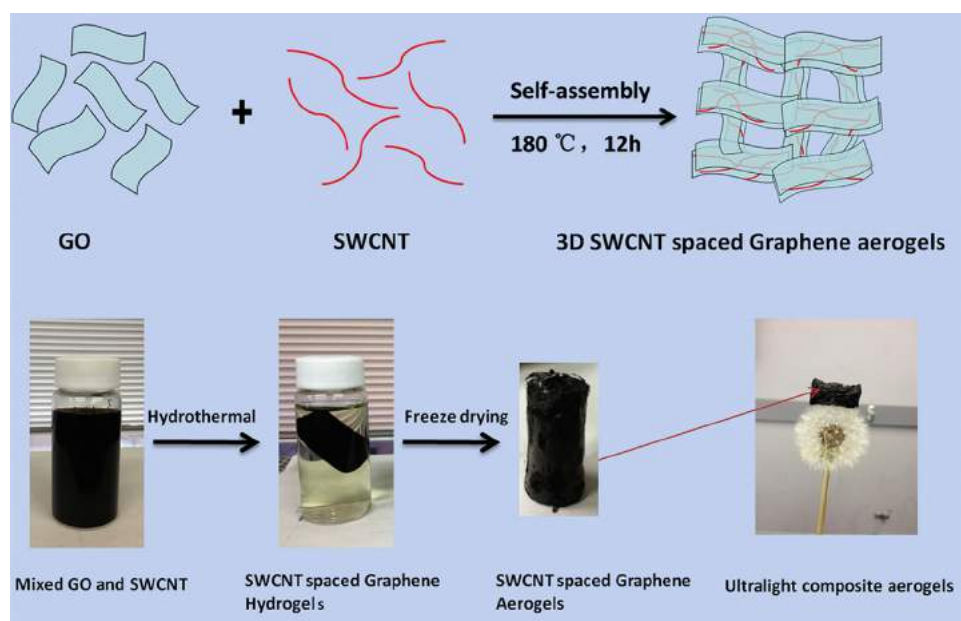 +
Self-assembly
180 ℃， 12h
GO
SWCNT
3D SWCNT spaced Graphene aerogels
Hydrothermal
Freeze drying
Mixed GO and SWCNT
SWCNT spaced Graphene
Hydrogels
SWCNT spaced Graphene
Aerogels
Ultralight composite aerogels